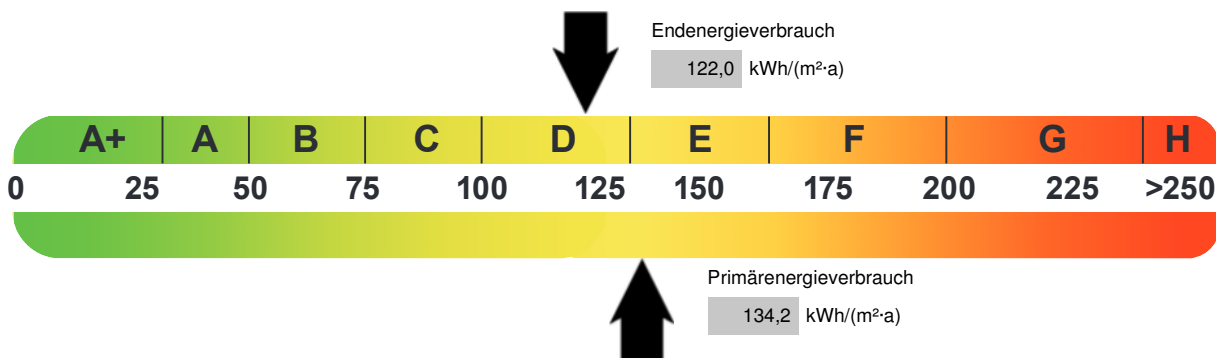 Endenergieverbrauch
122,0 kWh/(m²·a)
A+ A B C D E F G H
0 25 50 75 100 125 150 175 200 225 >250
Primärenergieverbrauch
134,2 kWh/(m²·a)